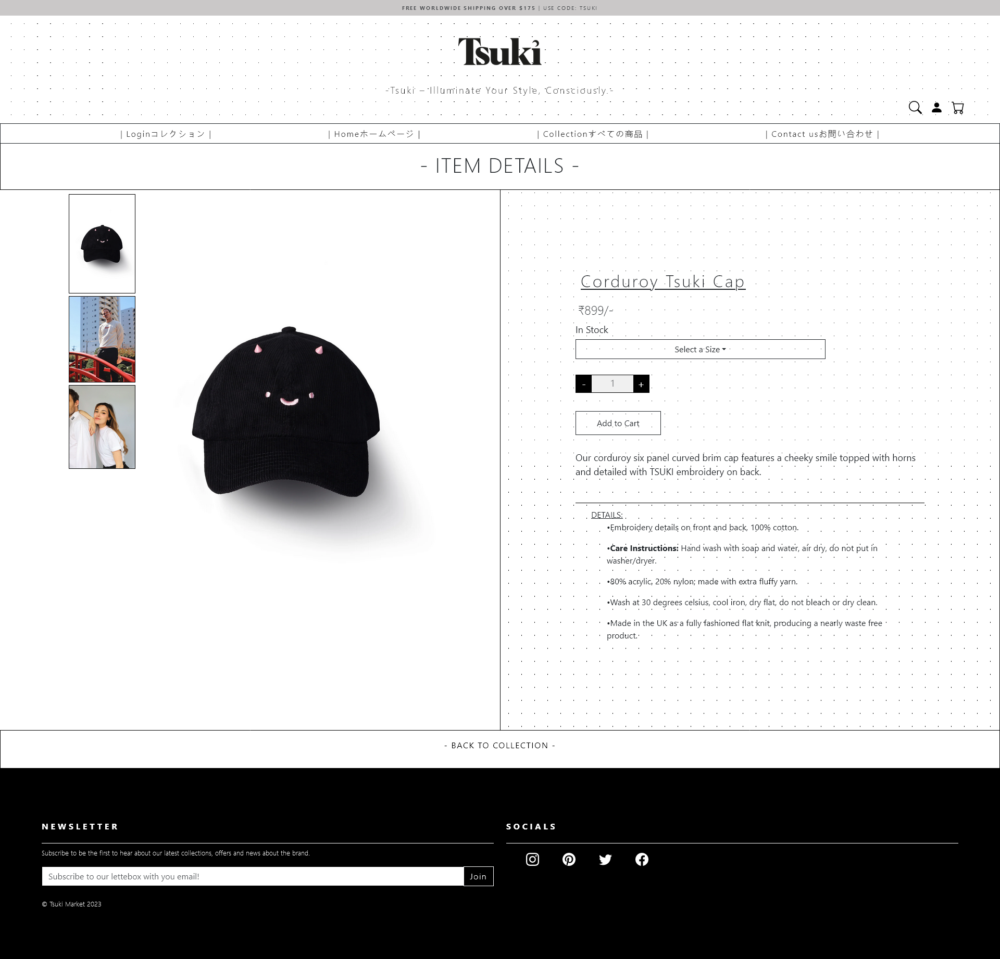 FREE WORLDWIDE SHIPPING OVER $175 | USE CODE: TSUKI
Tsuki
-Tsuki – Illuminate Your Style, Consciously.-
| Loginコレクション |
| Homeホームページ |
| Collectionすべての商品 |
| Contact usお問い合わせ |
- ITEM DETAILS -
Corduroy Tsuki Cap
₹899/-
In Stock
Select a Size
- 1 +
Add to Cart
Our corduroy six panel curved brim cap features a cheeky smile topped with horns
and detailed with TSUKI embroidery on back.
DETAILS:
•Embroidery details on front and back, 100% cotton.
•Care Instructions: Hand wash with soap and water, air dry, do not put in
washer/dryer.
•80% acrylic, 20% nylon; made with extra fluffy yarn.
•Wash at 30 degrees celsius, cool iron, dry flat, do not bleach or dry clean.
•Made in the UK as a fully fashioned flat knit, producing a nearly waste free
product.
- BACK TO COLLECTION -
NEWSLETTER
Subscribe to be the first to hear about our latest collections, offers and news about the brand.
Subscribe to our lettebox with you email!
Join
© Tsuki Market 2023
SOCIALS